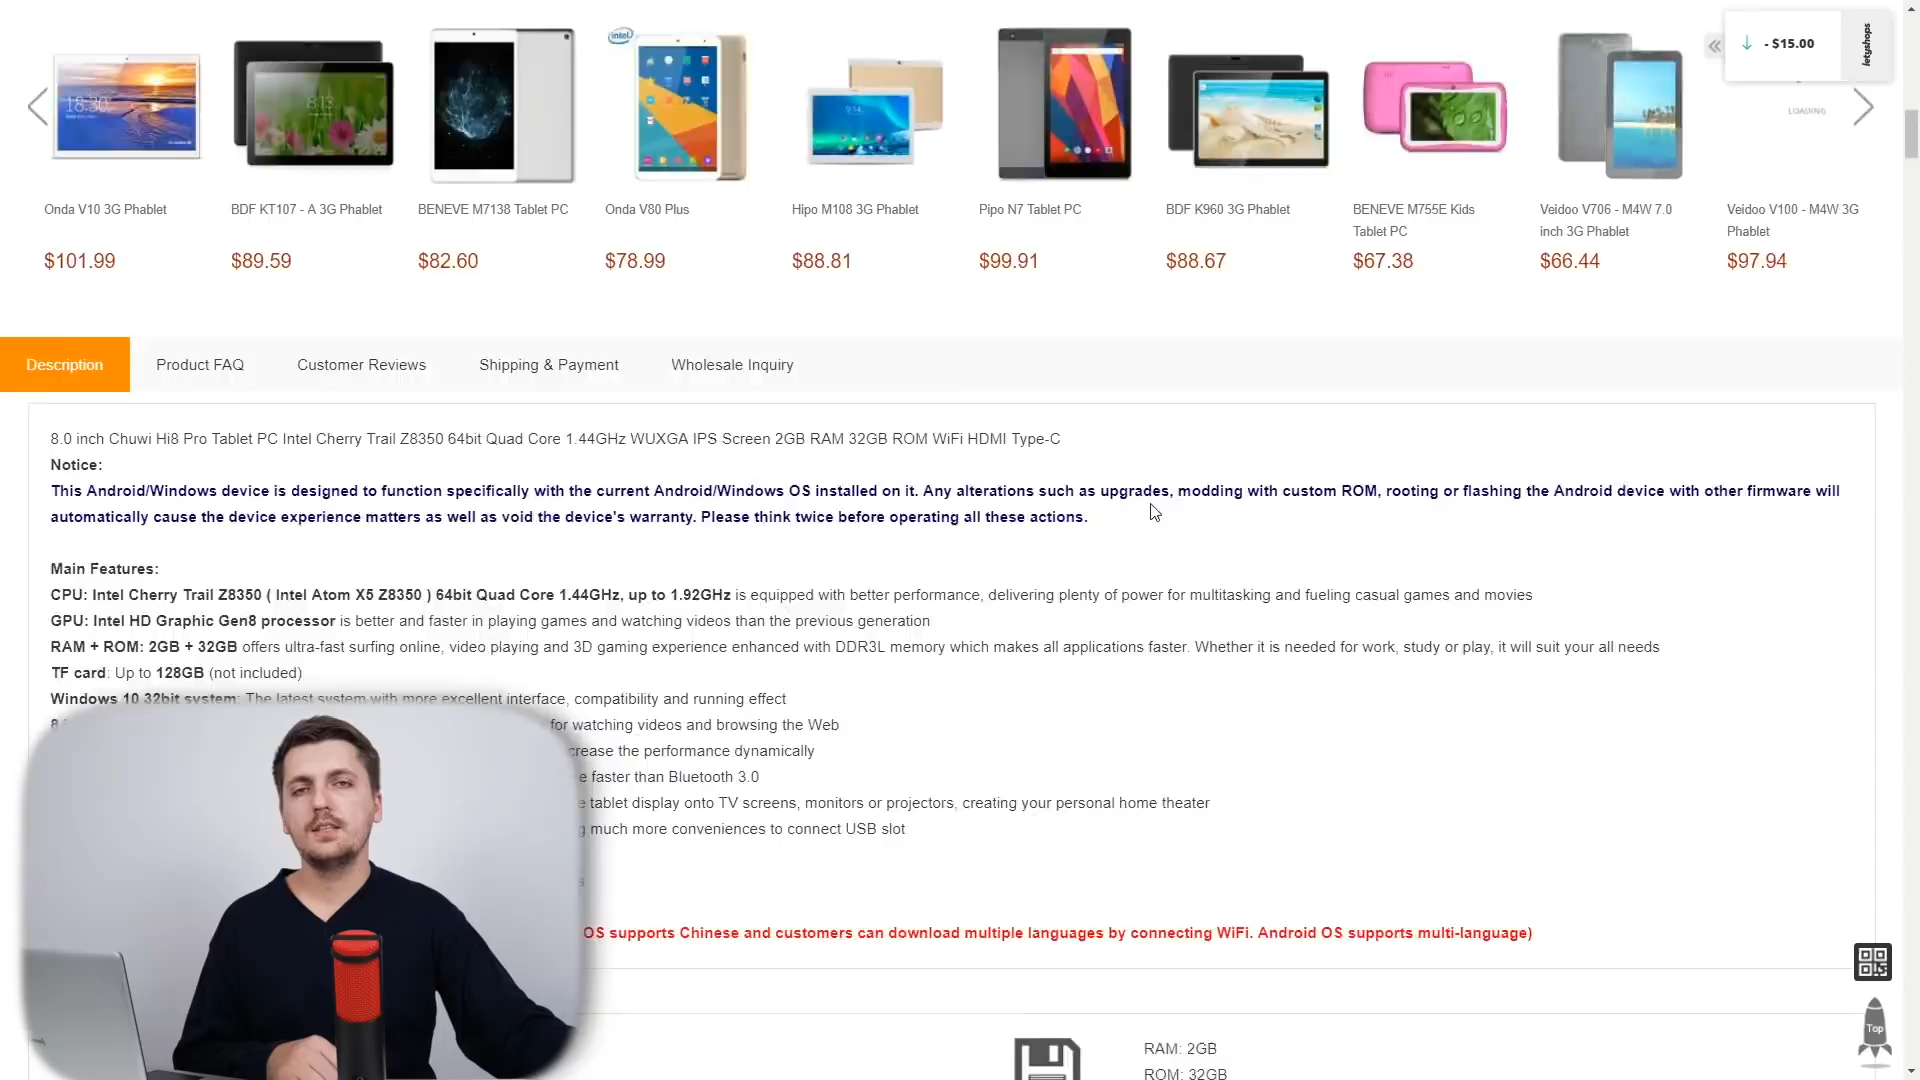 intel
- $15.00
letyshops
18:30
8:13
9:14
LOADING
Onda V10 3G Phablet
BDF KT107 - A 3G Phablet
BENEVE M7138 Tablet PC
Onda V80 Plus
Hipo M108 3G Phablet
Pipo N7 Tablet PC
BDF K960 3G Phablet
BENEVE M755E Kids
Tablet PC
Veidoo V706 - M4W 7.0
inch 3G Phablet
Veidoo V100 - M4W 3G
Phablet
$101.99
$89.59
$82.60
$78.99
$88.81
$99.91
$88.67
$67.38
$66.44
$97.94
Description
Product FAQ
Customer Reviews
Shipping & Payment
Wholesale Inquiry
8.0 inch Chuwi Hi8 Pro Tablet PC Intel Cherry Trail Z8350 64bit Quad Core 1.44GHz WUXGA IPS Screen 2GB RAM 32GB ROM WiFi HDMI Type-C
Notice:
This Android/Windows device is designed to function specifically with the current Android/Windows OS installed on it. Any alterations such as upgrades, modding with custom ROM, rooting or flashing the Android device with other firmware will
automatically cause the device experience matters as well as void the device's warranty. Please think twice before operating all these actions.
Main Features:
CPU: Intel Cherry Trail Z8350 ( Intel Atom X5 Z8350 ) 64bit Quad Core 1.44GHz, up to 1.92GHz is equipped with better performance, delivering plenty of power for multitasking and fueling casual games and movies
GPU: Intel HD Graphic Gen8 processor is better and faster in playing games and watching videos than the previous generation
RAM + ROM: 2GB + 32GB offers ultra-fast surfing online, video playing and 3D gaming experience enhanced with DDR3L memory which makes all applications faster. Whether it is needed for work, study or play, it will suit your all needs
TF card: Up to 128GB (not included)
Windows 10 32bit system: The latest system with more excellent interface, compatibility and running effect
for watching videos and browsing the Web
crease the performance dynamically
e faster than Bluetooth 3.0
e tablet display onto TV screens, monitors or projectors, creating your personal home theater
g much more conveniences to connect USB slot
s
OS supports Chinese and customers can download multiple languages by connecting WiFi. Android OS supports multi-language)
Top
RAM: 2GB
ROM: 32GB